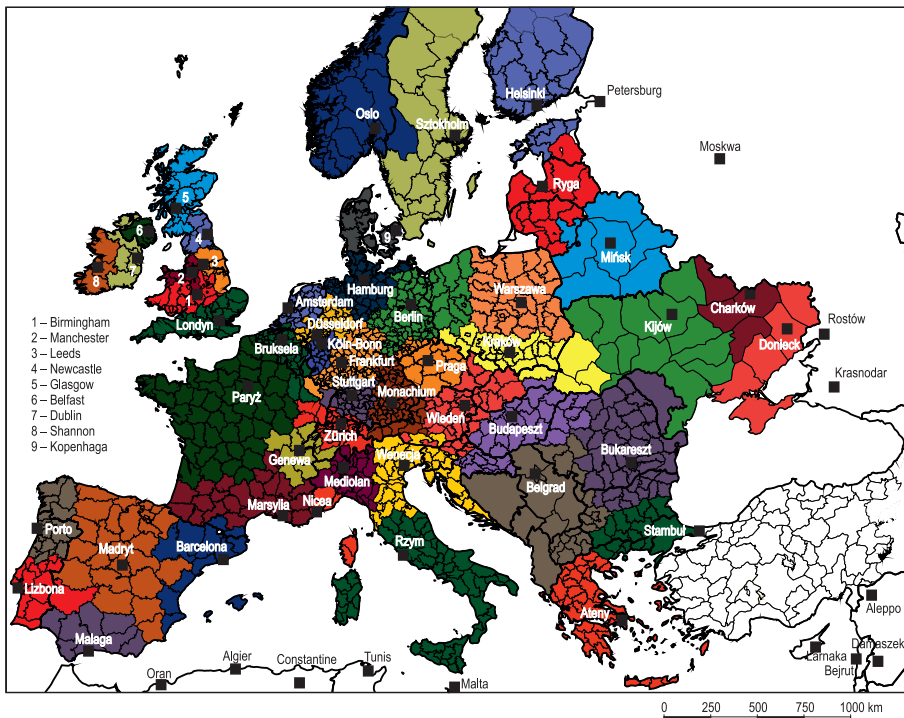 Helsinki
Petersburg
Oslo
Sztokholm
Moskwa
Ryga
5
6
4
9
7
3
8
2
1
Mińsk
Hamburg
Amsterdam
Warszawa
Londyn
Düsseldorf
Berlin
Kijów
Charków
Donieck
Rostów
1 – Birmingham
2 – Manchester
3 – Leeds
4 – Newcastle
5 – Glasgow
6 – Belfast
7 – Dublin
8 – Shannon
9 – Kopenhaga
Bruksela
Köln-Bonn
Kraków
Frankfurt
Praga
Stuttgart
Monachium
Krasnodar
Paryż
Wiedeń
Budapeszt
Zürich
Bukareszt
Genewa
Wenecja
Mediolan
Belgrad
Marsylia
Nicea
Porto
Rzym
Stambuł
Barcelona
Madryt
Lizbona
Ateny
Aleppo
Malaga
Damaszek
Larnaka
Bejrut
Oran
Algier
Constantine
Tunis
Malta
0 250 500 750 1000 km